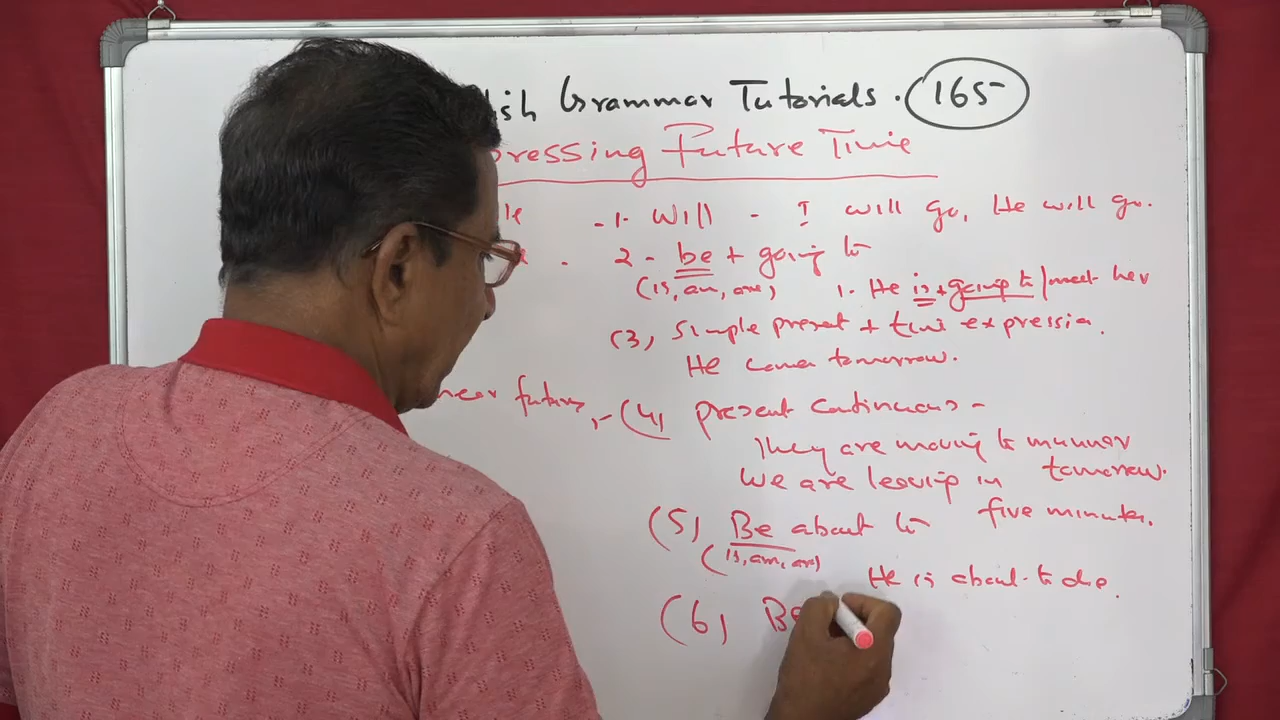 ish Grammar Tutorials. 165
pressing Future Time
le - 1. Will - I will go, He will go.
2 - be + going to
(is, am, are) 1. He is + going to / meet her
(3) Simple present + time expression.
He comes tomorrow.
near future, - (4) present continuous -
They are moving to
tomorrow.
We are leaving in
five minutes.
(5) Be about to
(is, am, are)
He is about to die.
(6) Be